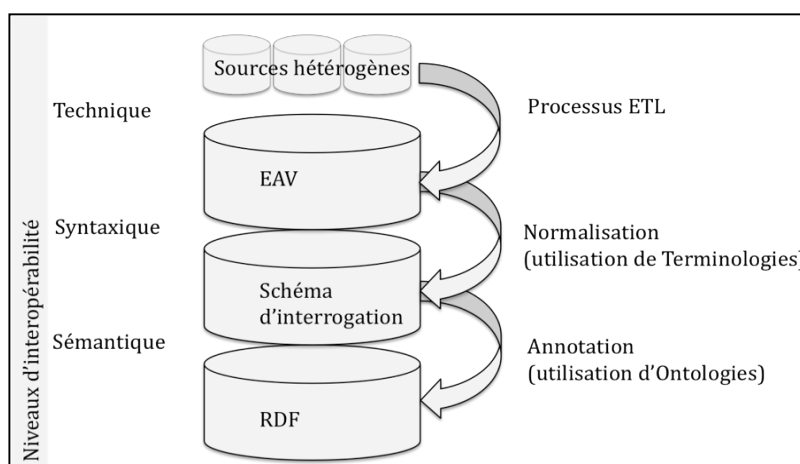 Sources hétérogènes
Technique
Processus ETL
EAV
Syntaxique
Normalisation
(utilisation de Terminologies)
Schéma
d'interrogation
Sémantique
Annotation
(utilisation d'Ontologies)
RDF
Niveaux d'interopérabilité